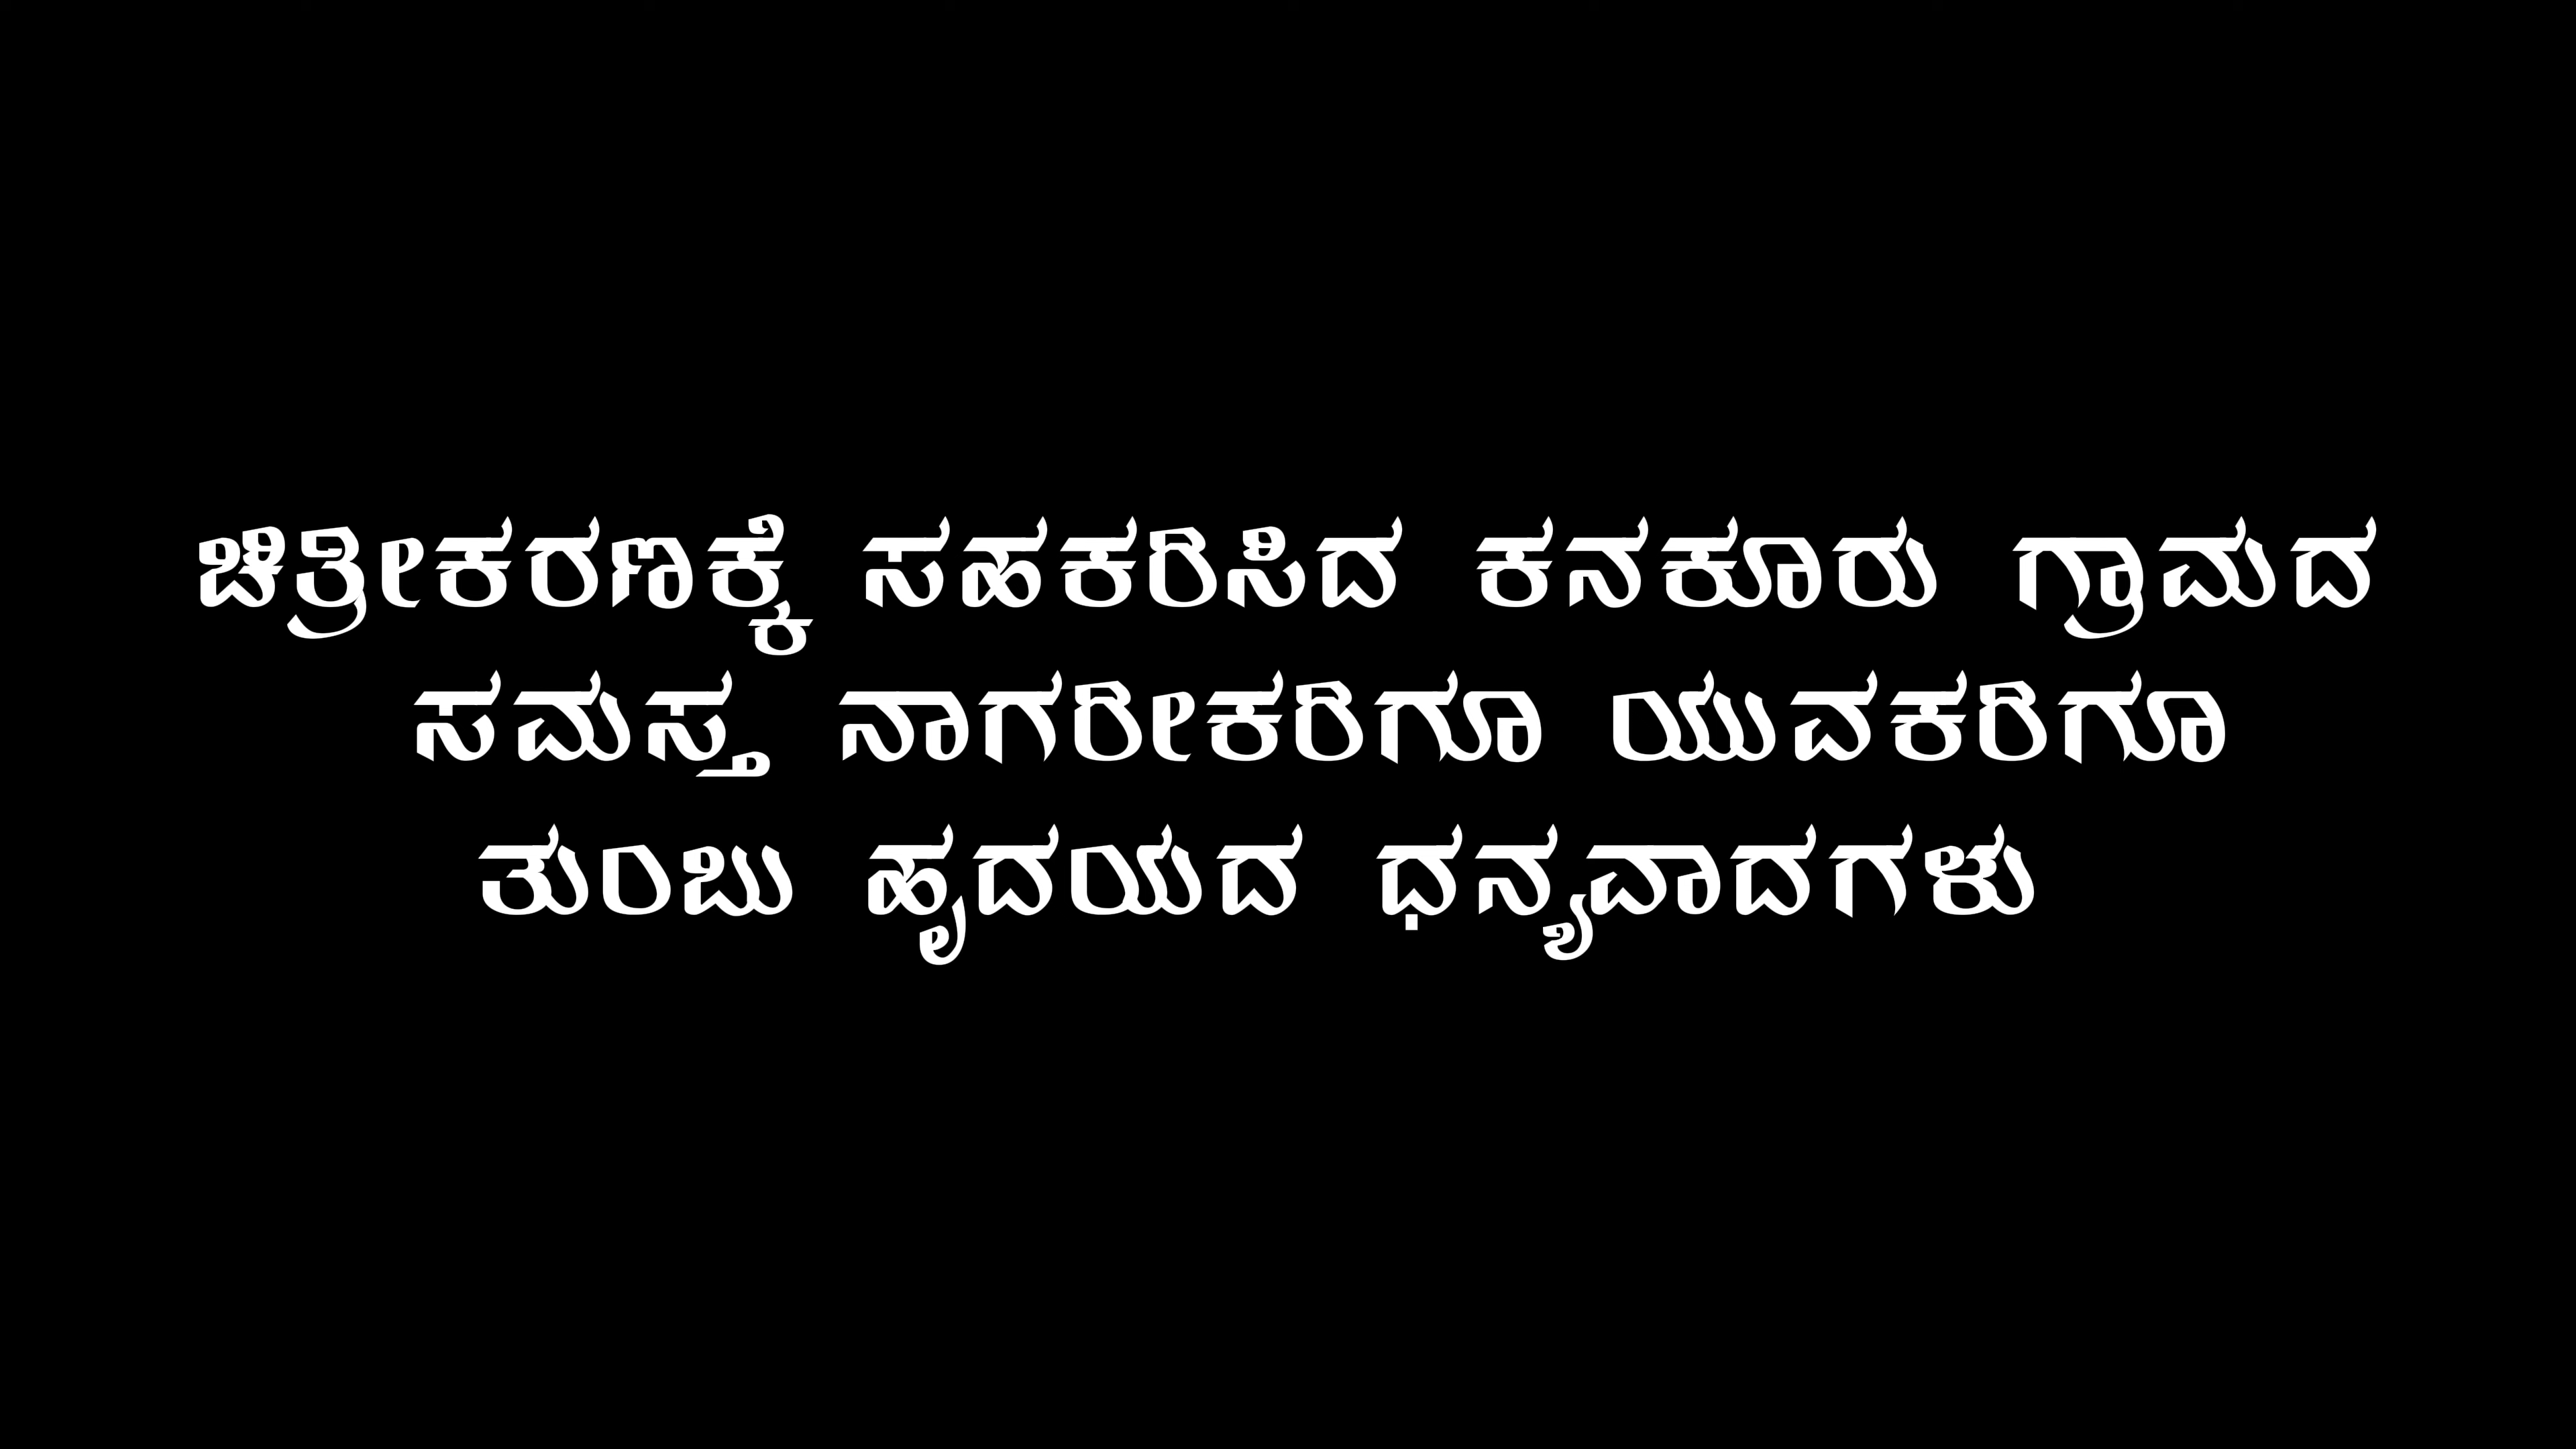 ಚಿತ್ರೀಕರಣಕ್ಕೆ ಸಹಕರಿಸಿದ ಕನಕೂರು ಗ್ರಾಮದ
ಸಮಸ್ತ ನಾಗರೀಕರಿಗೂ ಯುವಕರಿಗೂ
ತುಂಬು ಹೃದಯದ ಧನ್ಯವಾದಗಳು